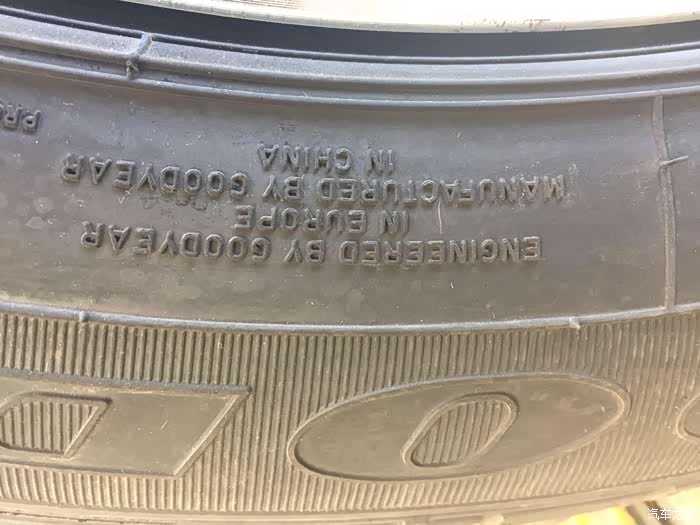 ENGINEERED BY GOODYEAR
IN EUROPE
MANUFACTURED BY GOODYEAR
IN CHINA